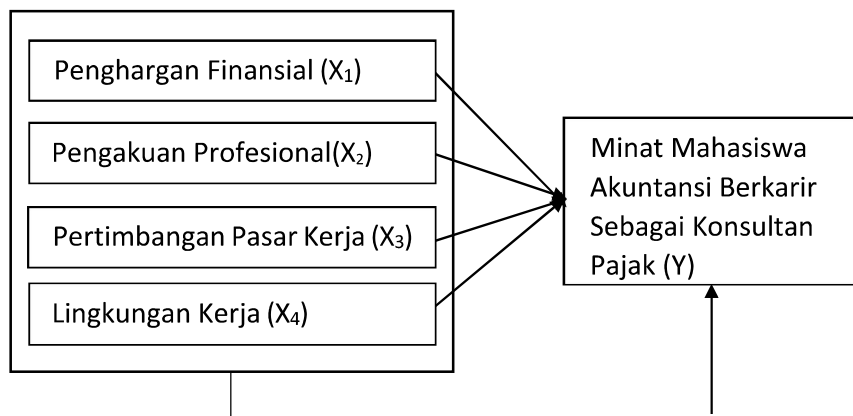 Penghargan Finansial (X₁)
Pengakuan Profesional(X₂)
Pertimbangan Pasar Kerja (X₃)
Lingkungan Kerja (X₄)
Minat Mahasiswa
Akuntansi Berkarir
Sebagai Konsultan
Pajak (Y)